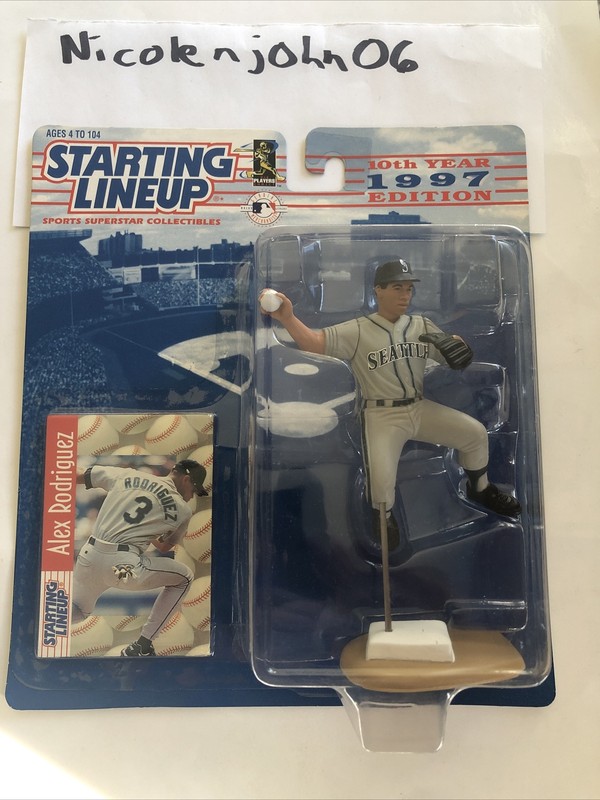 Nicolenjohn06
AGES 4 TO 104
STARTING
LINEUP
SPORTS SUPERSTAR COLLECTIBLES
PLAYERS
10th YEAR
1997
EDITION
S
SEATTLE
Alex Rodriguez
STARTING
LINEUP
RODRIGUEZ
3